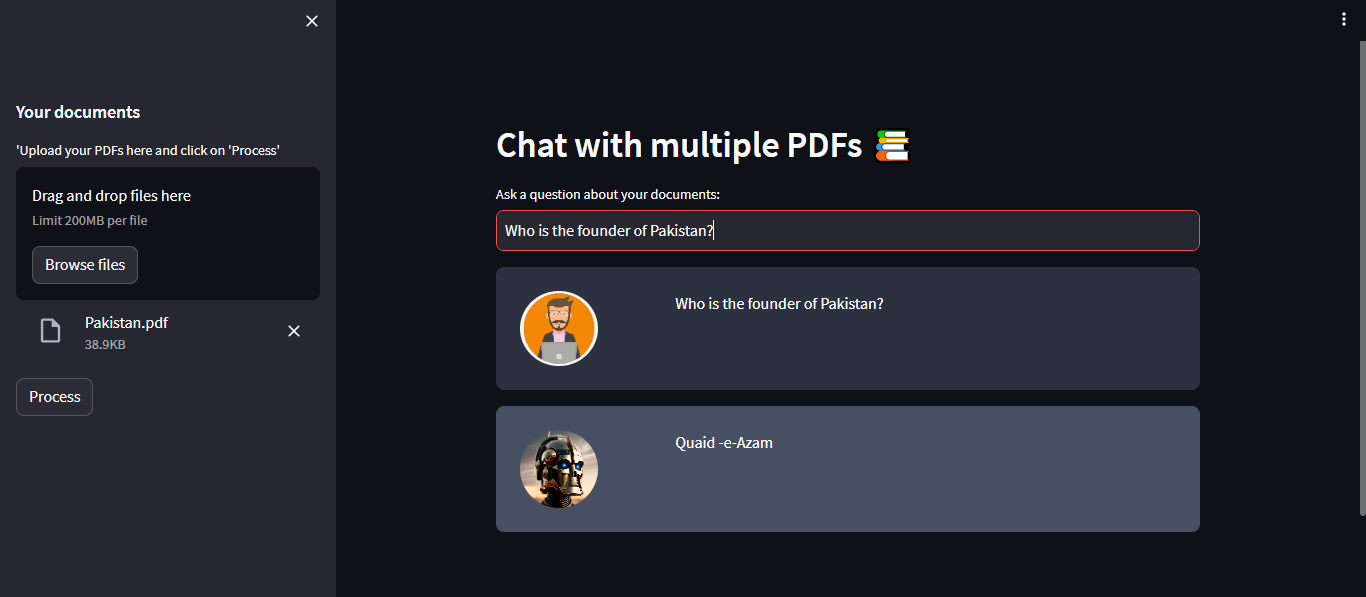 Your documents
'Upload your PDFs here and click on 'Process'
Drag and drop files here
Limit 200MB per file
Browse files
Pakistan.pdf
38.9KB
Process
Chat with multiple PDFs 📚
Ask a question about your documents:
Who is the founder of Pakistan?
Who is the founder of Pakistan?
Quaid -e-Azam